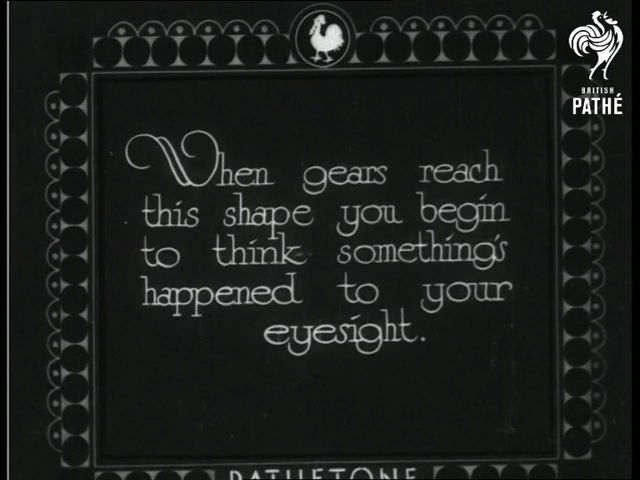 BRITISH
PATHÉ
When gears reach
this shape you begin
to think something's
happened to your
eyesight.
PATHETONE